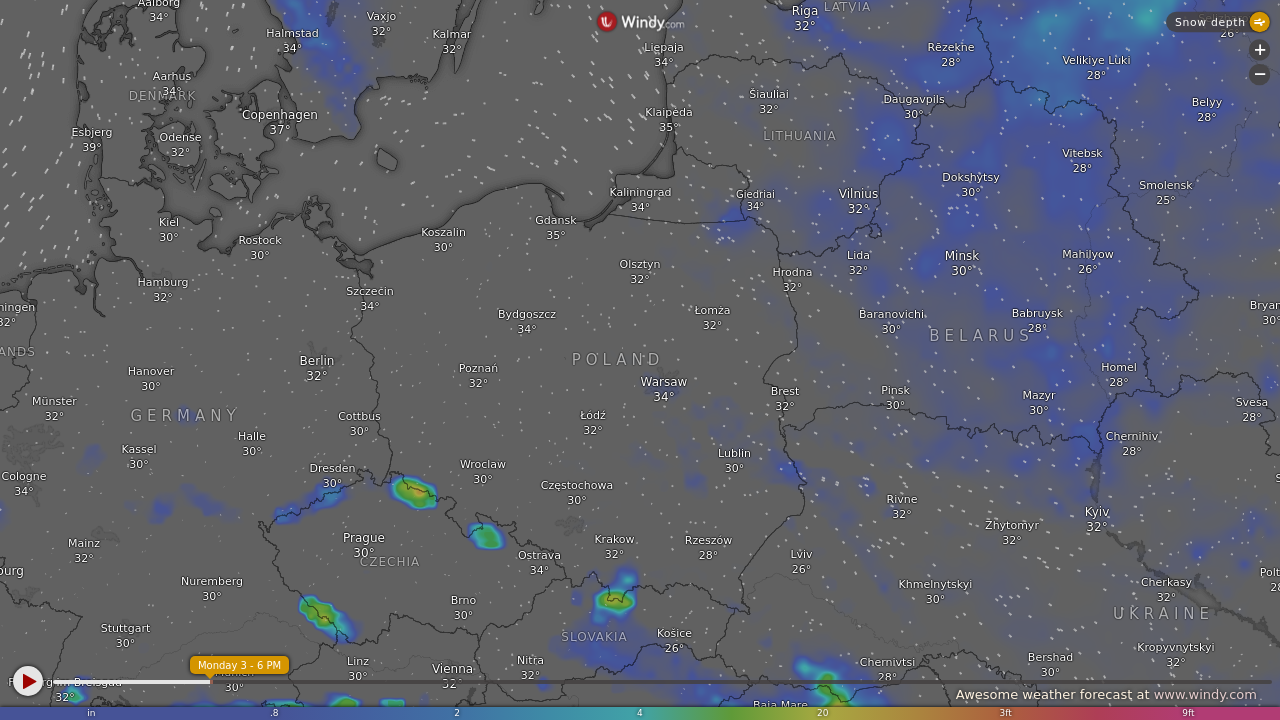 Aalborg
34°
Vaxjo
32°
Windy.com
Riga
32°
LATVIA
Snow depth
26°
Halmstad
34°
Kalmar
32°
Liepaja
34°
Rēzekne
28°
Velikiye Luki
28°
+
−
Aarhus
34°
DENMARK
Šiauliai
32°
Daugavpils
30°
Belyy
28°
Copenhagen
37°
Klaipėda
35°
Esbjerg
39°
Odense
32°
LITHUANIA
Vitebsk
28°
Dokshytsy
30°
Smolensk
25°
Kaliningrad
34°
Giedriai
34°
Vilnius
32°
Kiel
30°
Rostock
30°
Koszalin
30°
Gdansk
35°
Lida
32°
Minsk
30°
Mahilyow
26°
Olsztyn
32°
Hrodna
32°
Hamburg
32°
Szczecin
34°
ningen
32°
Bydgoszcz
34°
Łomża
32°
Baranovichi
30°
Babruysk
28°
Bryan
30°
BELARUS
ANDS
Hanover
30°
Berlin
32°
Poznań
32°
POLAND
Warsaw
34°
Brest
32°
Pinsk
30°
Homel
28°
Mazyr
30°
Münster
32°
GERMANY
Cottbus
30°
Łódź
32°
Svesa
28°
Halle
30°
Chernihiv
28°
Kassel
30°
Lublin
30°
Cologne
34°
Dresden
30°
Wroclaw
30°
Częstochowa
30°
Rivne
32°
Kyiv
32°
Zhytomyr
32°
Mainz
32°
Prague
30°
CZECHIA
Ostrava
34°
Krakow
32°
Rzeszów
28°
Lviv
26°
burg
Nuremberg
30°
Khmelnytskyi
30°
Cherkasy
32°
Polt
28
Brno
30°
UKRAINE
Stuttgart
30°
SLOVAKIA
Košice
26°
Kropyvnytskyi
32°
Monday 3 - 6 PM
Linz
30°
Vienna
32°
Nitra
32°
Chernivtsi
28°
Bershad
30°
32°
30°
Awesome weather forecast at www.windy.com
Baia Mare
in
.8
2
4
20
3ft
9ft